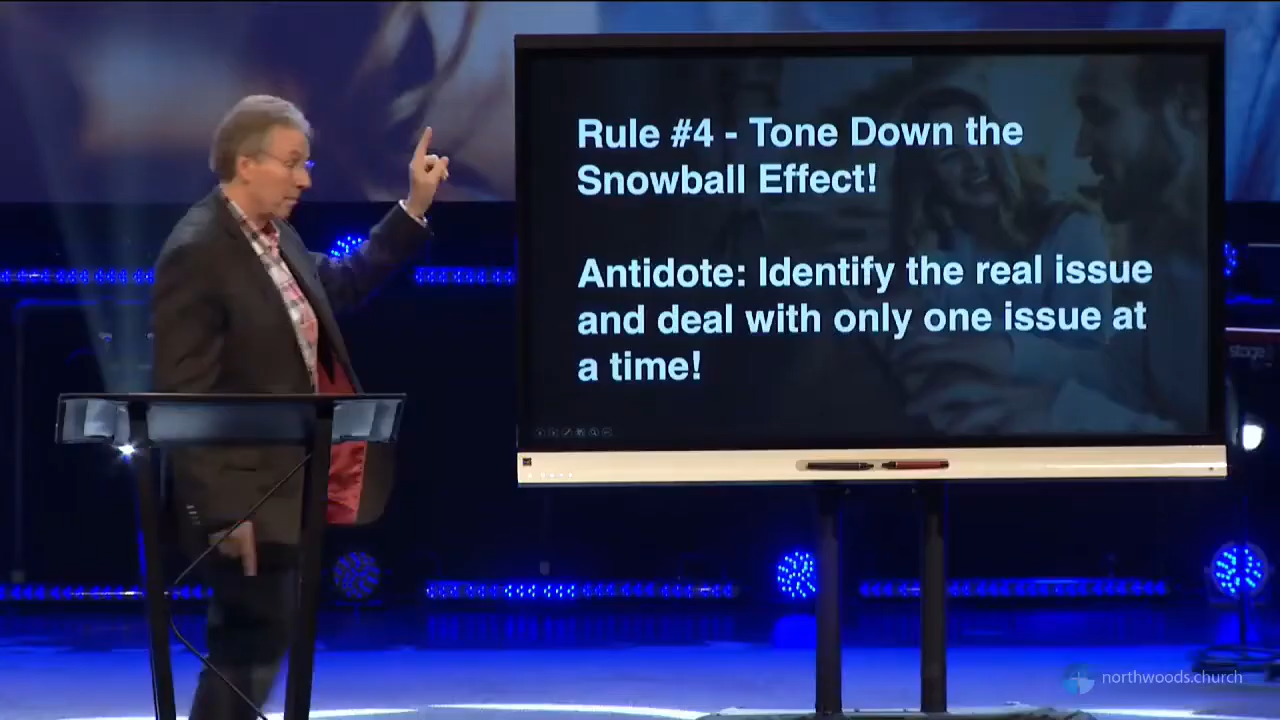 Rule #4 - Tone Down the
Snowball Effect!
Antidote: Identify the real issue
and deal with only one issue at
a time!
stage
northwoods.church